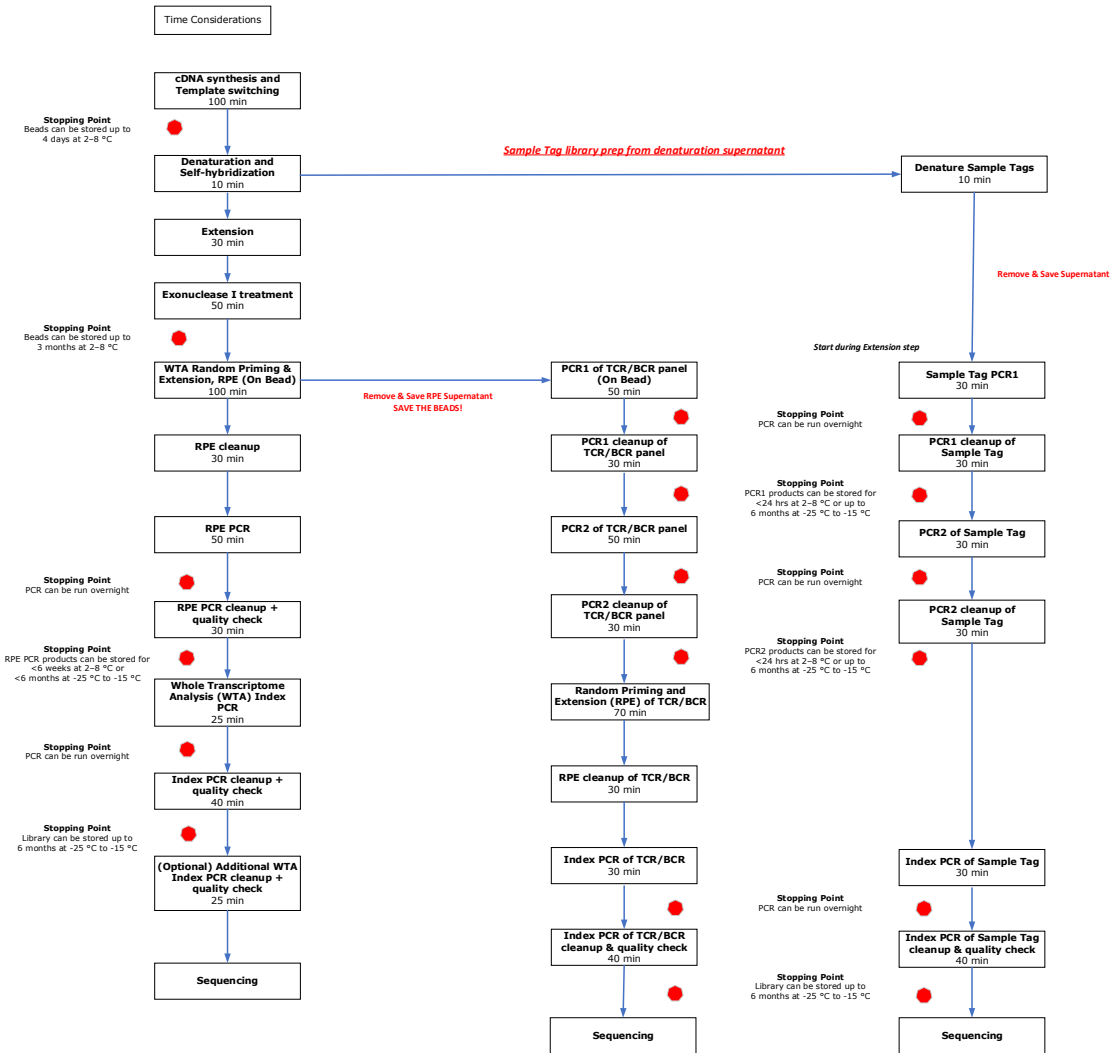 Time Considerations
cDNA synthesis and
Template switching
100 min
Stopping Point
Beads can be stored up to
4 days at 2–8 °C
Denaturation and
Self-hybridization
10 min
Sample Tag library prep from denaturation supernatant
Denature Sample Tags
10 min
Extension
30 min
Remove & Save Supernatant
Exonuclease I treatment
50 min
Stopping Point
Beads can be stored up to
3 months at 2–8 °C
Start during Extension step
WTA Random Priming &
Extension, RPE (On Bead)
100 min
Remove & Save RPE Supernatant
SAVE THE BEADS!
PCR1 of TCR/BCR panel
(On Bead)
50 min
Sample Tag PCR1
30 min
Stopping Point
PCR can be run overnight
RPE cleanup
30 min
PCR1 cleanup of
TCR/BCR panel
30 min
PCR1 cleanup of
Sample Tag
30 min
Stopping Point
PCR1 products can be stored for
<24 hrs at 2–8 °C or up to
6 months at -25 °C to -15 °C
RPE PCR
50 min
PCR2 of TCR/BCR panel
50 min
PCR2 of Sample Tag
30 min
Stopping Point
PCR can be run overnight
Stopping Point
PCR can be run overnight
RPE PCR cleanup +
quality check
30 min
PCR2 cleanup of
TCR/BCR panel
30 min
PCR2 cleanup of
Sample Tag
30 min
Stopping Point
RPE PCR products can be stored for
<6 weeks at 2–8 °C or
<6 months at -25 °C to -15 °C
Stopping Point
PCR2 products can be stored for
<24 hrs at 2–8 °C or up to
6 months at -25 °C to -15 °C
Whole Transcriptome
Analysis (WTA) Index
PCR
25 min
Random Priming and
Extension (RPE) of TCR/BCR
70 min
Stopping Point
PCR can be run overnight
Index PCR cleanup +
quality check
40 min
RPE cleanup of TCR/BCR
30 min
Stopping Point
Library can be stored up to
6 months at -25 °C to -15 °C
(Optional) Additional WTA
Index PCR cleanup +
quality check
25 min
Index PCR of TCR/BCR
30 min
Index PCR of Sample Tag
30 min
Stopping Point
PCR can be run overnight
Index PCR of TCR/BCR
cleanup & quality check
40 min
Index PCR of Sample Tag
cleanup & quality check
40 min
Sequencing
Stopping Point
Library can be stored up to
6 months at -25 °C to -15 °C
Sequencing
Sequencing